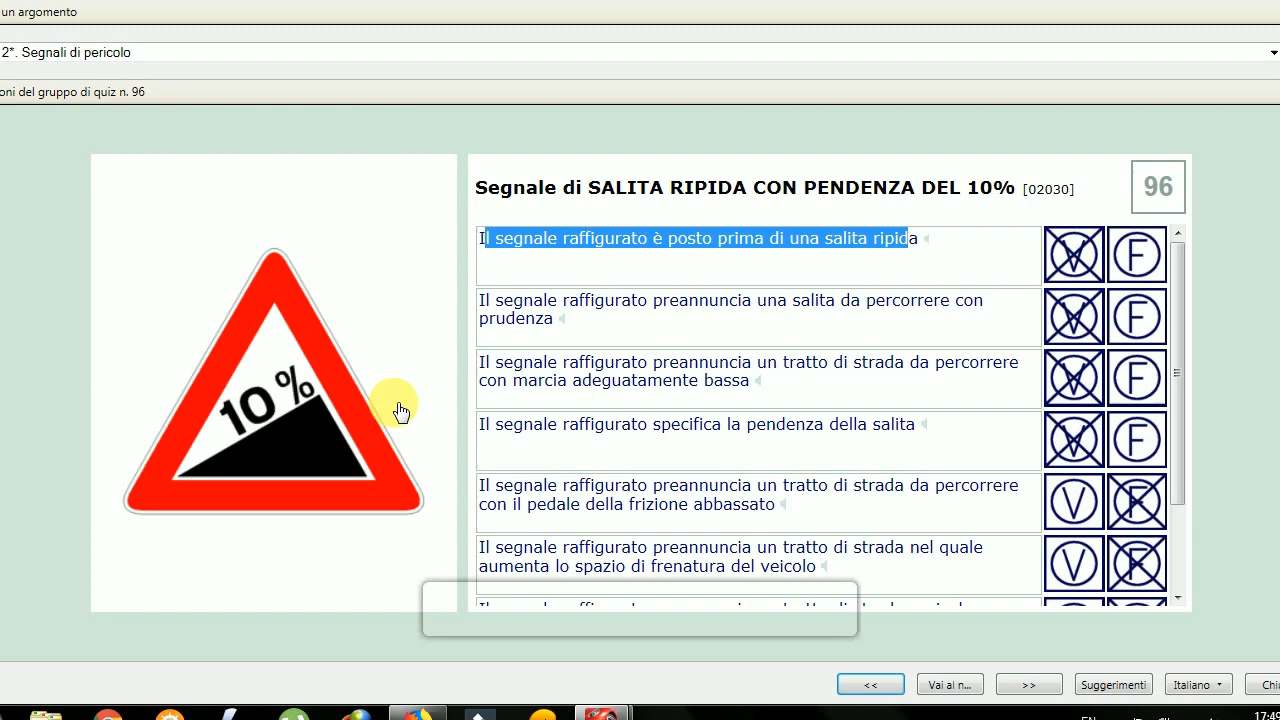 un argomento
2*. Segnali di pericolo
oni del gruppo di quiz n. 96
Segnale di SALITA RIPIDA CON PENDENZA DEL 10% [02030]
96
10%
Il segnale raffigurato è posto prima di una salita ripida
V F
Il segnale raffigurato preannuncia una salita da percorrere con
prudenza
V F
Il segnale raffigurato preannuncia un tratto di strada da percorrere
con marcia adeguatamente bassa
V F
Il segnale raffigurato specifica la pendenza della salita
V F
Il segnale raffigurato preannuncia un tratto di strada da percorrere
con il pedale della frizione abbassato
V F
Il segnale raffigurato preannuncia un tratto di strada nel quale
aumenta lo spazio di frenatura del veicolo
V F
<<
Vai al n...
>>
Suggerimenti
Italiano
Chiu
EN
17:49